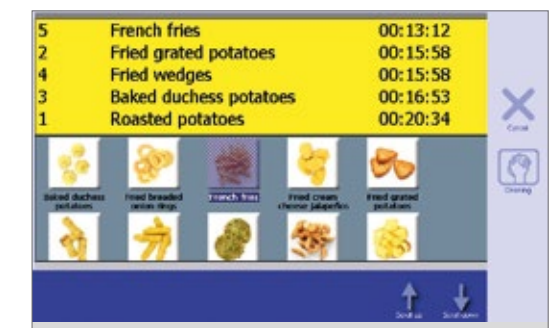 5 French fries 00:13:12
2 Fried grated potatoes 00:15:58
4 Fried wedges 00:15:58
3 Baked duchess potatoes 00:16:53
1 Roasted potatoes 00:20:34
Cancel
Baked duchess potatoes
Fried breaded onion rings
French fries
Fried cream cheese jalapeños
Fried grated potatoes
Scroll up
Scroll down